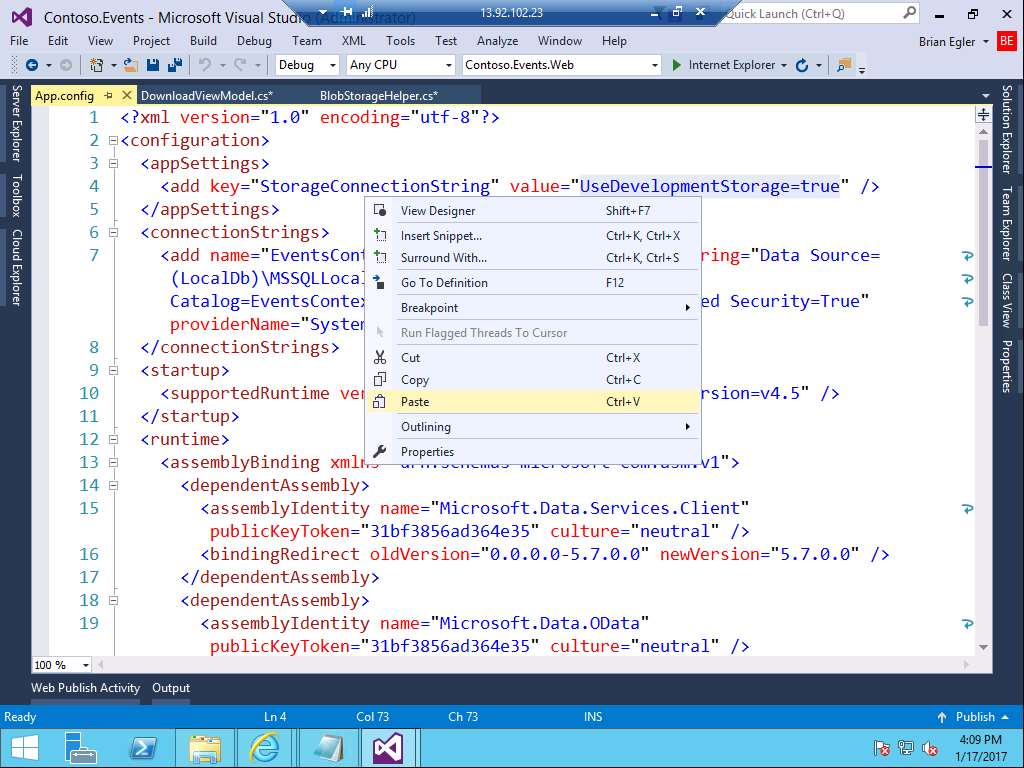 Contoso.Events - Microsoft Visual Studio (Administrator)
13.92.102.23
Quick Launch (Ctrl+Q)
File Edit View Project Build Debug Team XML Tools Test Analyze Window Help
Brian Egler BE
Debug Any CPU Contoso.Events.Web Internet Explorer
App.config DownloadViewModel.cs* BlobStorageHelper.cs*
Server Explorer
Toolbox
Cloud Explorer
1 <?xml version="1.0" encoding="utf-8"?>
2 <configuration>
3 <appSettings>
4 <add key="StorageConnectionString" value="UseDevelopmentStorage=true" />
5 </appSettings>
6 <connectionStrings>
7 <add name="EventsCont ring="Data Source=
(LocalDb)\MSSQLLocal
Catalog=EventsContex d Security=True"
providerName="System
8 </connectionStrings>
9 <startup>
10 <supportedRuntime ver rsion=v4.5" />
11 </startup>
12 <runtime>
13 <assemblyBinding xmlns="urn:schemas-microsoft-com:asm.v1">
14 <dependentAssembly>
15 <assemblyIdentity name="Microsoft.Data.Services.Client"
publicKeyToken="31bf3856ad364e35" culture="neutral" />
16 <bindingRedirect oldVersion="0.0.0.0-5.7.0.0" newVersion="5.7.0.0" />
17 </dependentAssembly>
18 <dependentAssembly>
19 <assemblyIdentity name="Microsoft.Data.OData"
publicKeyToken="31bf3856ad364e35" culture="neutral" />
View Designer Shift+F7
Insert Snippet... Ctrl+K, Ctrl+X
Surround With... Ctrl+K, Ctrl+S
Go To Definition F12
Breakpoint
Run Flagged Threads To Cursor
Cut Ctrl+X
Copy Ctrl+C
Paste Ctrl+V
Outlining
Properties
Solution Explorer
Team Explorer
Class View
Properties
100 %
Web Publish Activity Output
Ready Ln 4 Col 73 Ch 73 INS Publish
4:09 PM
1/17/2017